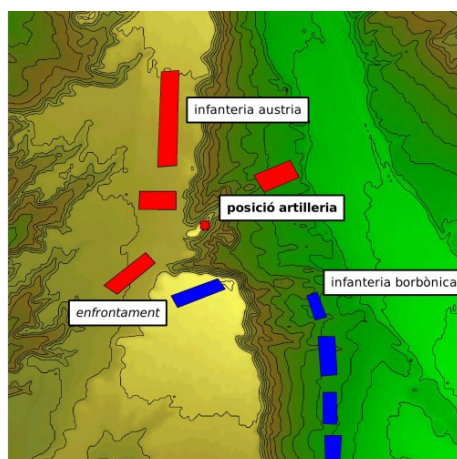 infanteria austria
posició artilleria
infanteria borbònica
enfrontament